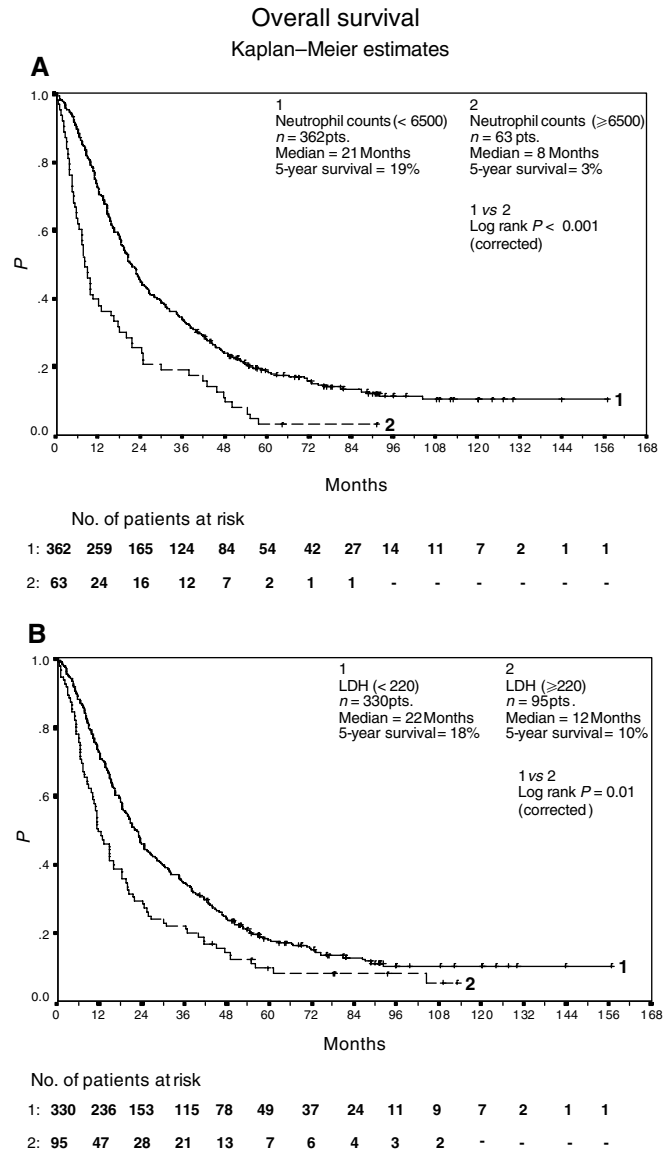 Overall survival
Kaplan–Meier estimates
A
1
Neutrophil counts (< 6500)
n = 362pts.
Median = 21 Months
5-year survival = 19%
2
Neutrophil counts (⩾6500)
n = 63 pts.
Median = 8 Months
5-year survival= 3%
1 vs 2
Log rank P < 0.001
(corrected)
1.0
.8
.6
.4
.2
0.0
P
1
2
0 12 24 36 48 60 72 84 96 108 120 132 144 156 168
Months
No. of patients at risk
1: 362 259 165 124 84 54 42 27 14 11 7 2 1 1
2: 63 24 16 12 7 2 1 1 - - - - - -
B
1
LDH (< 220)
n = 330pts.
Median = 22 Months
5-year survival= 18%
2
LDH (⩾220)
n = 95pts.
Median = 12 Months
5-year survival= 10%
1 vs 2
Log rank P = 0.01
(corrected)
1.0
.8
.6
.4
.2
0.0
P
1
2
0 12 24 36 48 60 72 84 96 108 120 132 144 156 168
Months
No. of patients at risk
1: 330 236 153 115 78 49 37 24 11 9 7 2 1 1
2: 95 47 28 21 13 7 6 4 3 2 - - - -